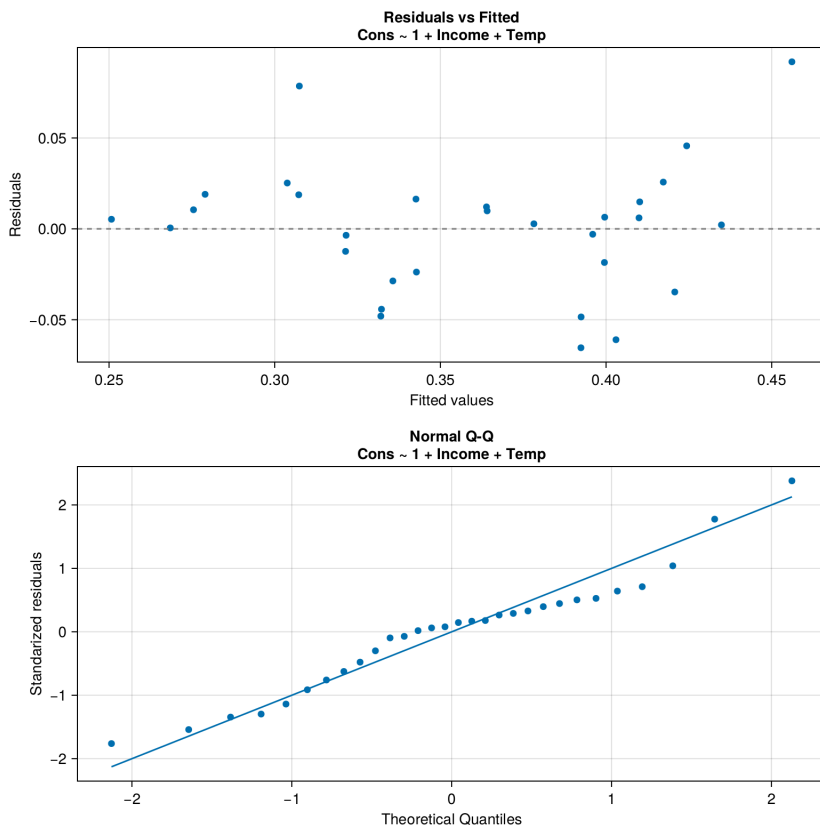 Residuals vs Fitted
Cons ~ 1 + Income + Temp
0.05
0.00
−0.05
Residuals
0.25 0.30 0.35 0.40 0.45
Fitted values
Normal Q-Q
Cons ~ 1 + Income + Temp
2
1
0
−1
−2
Standarized residuals
−2 −1 0 1 2
Theoretical Quantiles